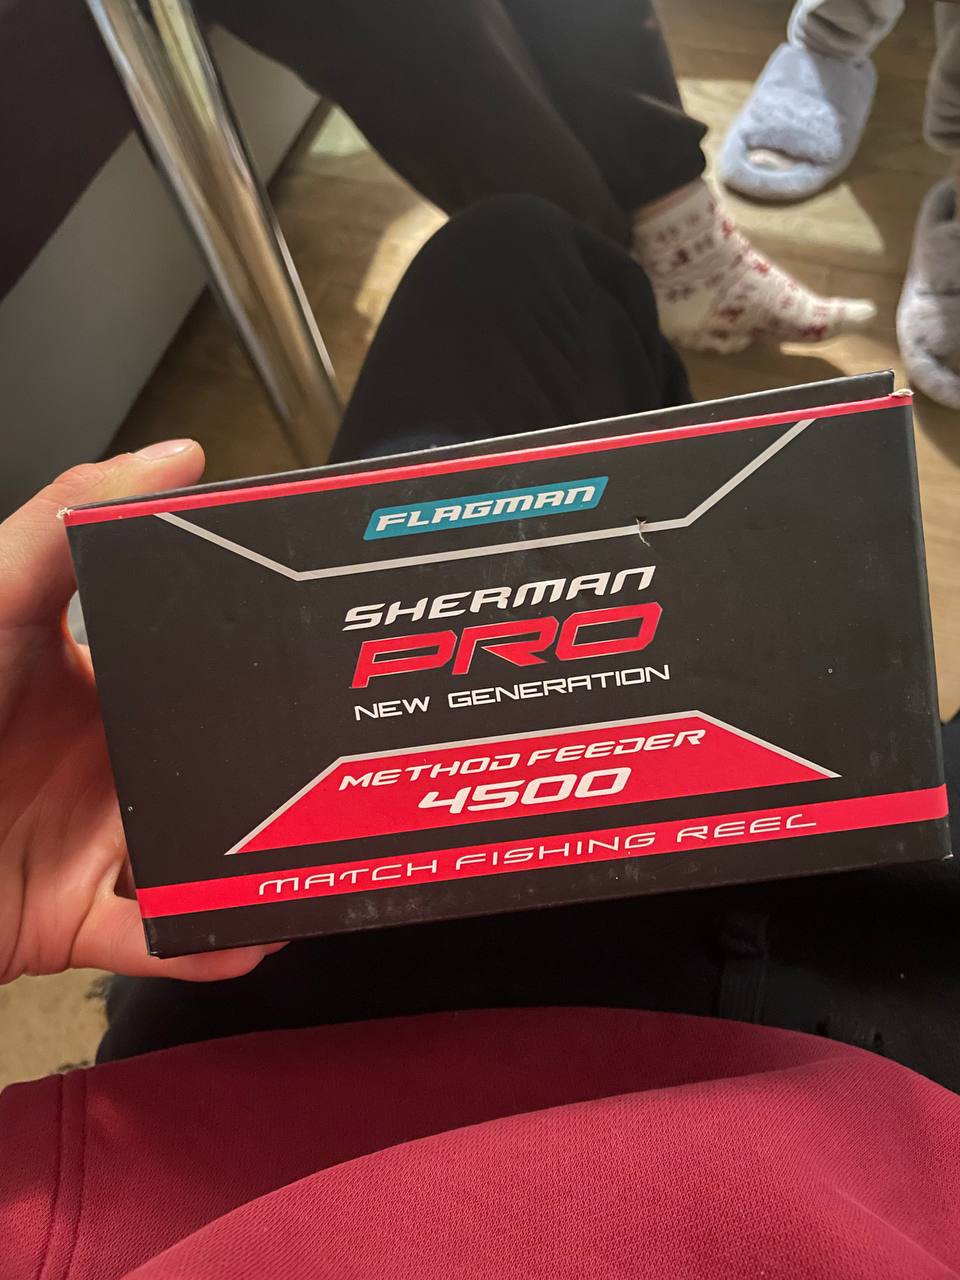 FLAGMAN
SHERMAN
PRO
NEW GENERATION
METHOD FEEDER
4500
MATCH FISHING REEL